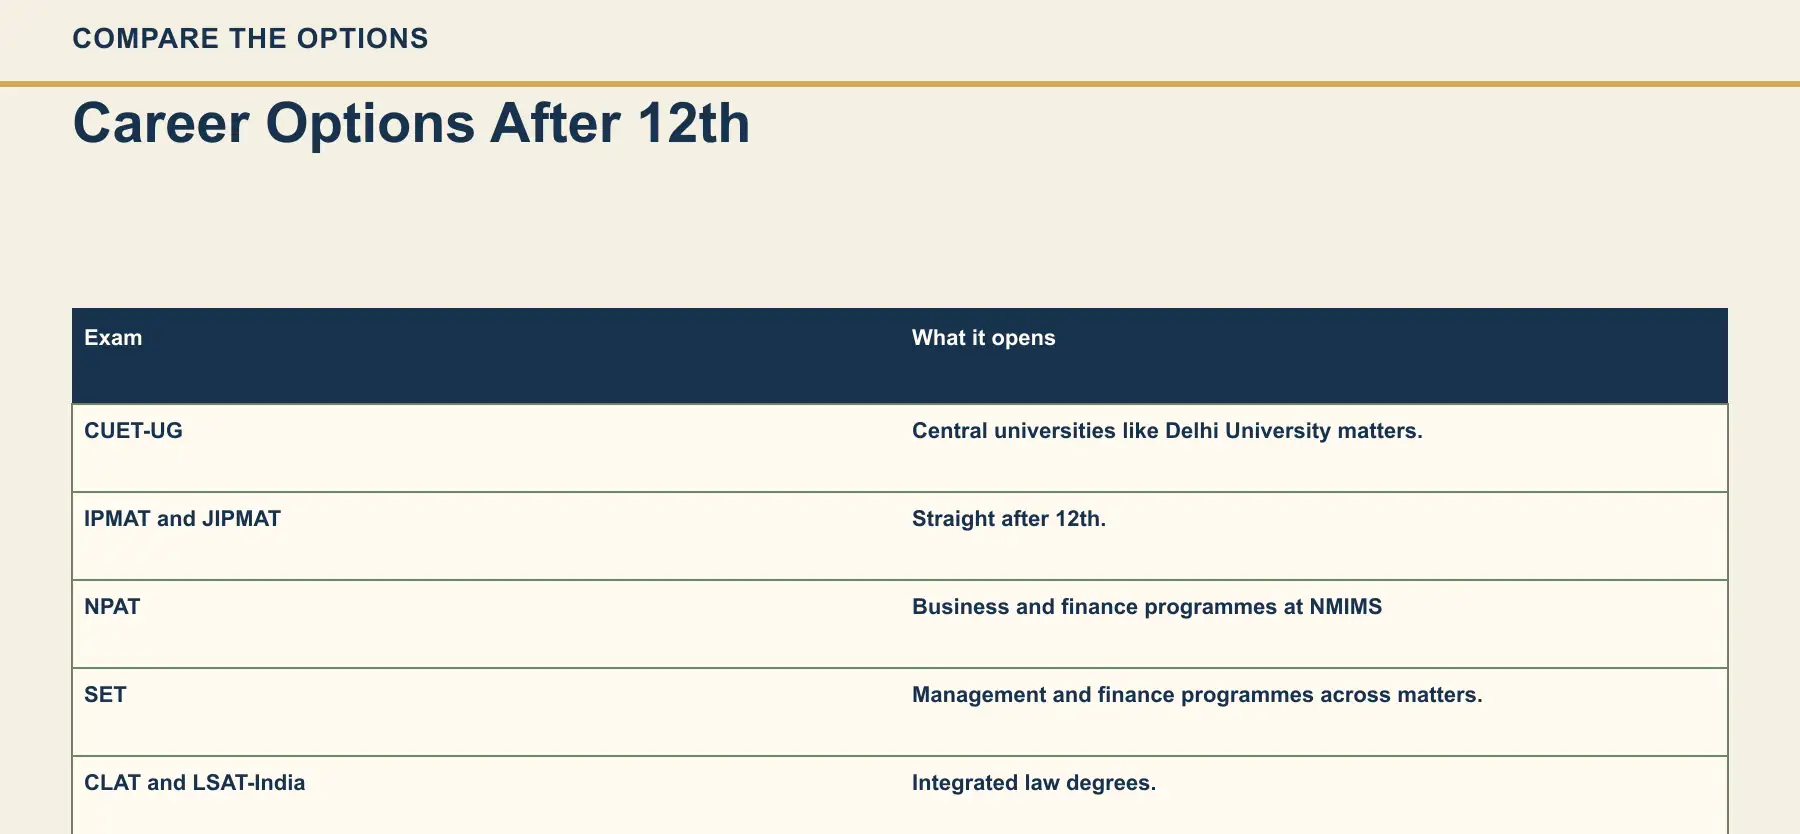 COMPARE THE OPTIONS
Career Options After 12th
Exam What it opens
CUET-UG Central universities like Delhi University matters.
IPMAT and JIPMAT Straight after 12th.
NPAT Business and finance programmes at NMIMS
SET Management and finance programmes across matters.
CLAT and LSAT-India Integrated law degrees.